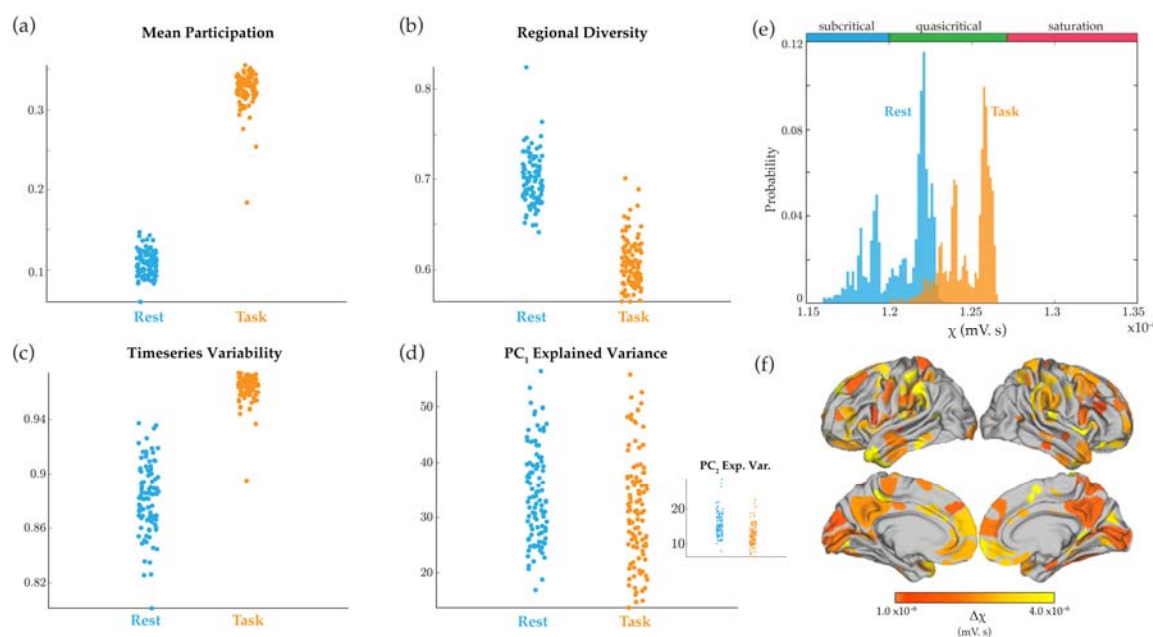 (a)
Mean Participation
0.3
0.2
0.1
Rest
Task
(b)
Regional Diversity
0.8
0.7
0.6
Rest
Task
(e)
subcritical
quasicritical
saturation
Probability
0.12
0.08
0.04
0
Rest
Task
1.15
1.2
1.25
1.3
1.35
χ (mV. s)
(c)
Timeseries Variability
0.94
0.9
0.86
0.82
Rest
Task
(d)
PC1 Explained Variance
50
40
30
20
Rest
Task
PC2 Exp. Var.
20
10
(f)
1.0 x10-6
4.0 x10-6
Δχ
(mV. s)